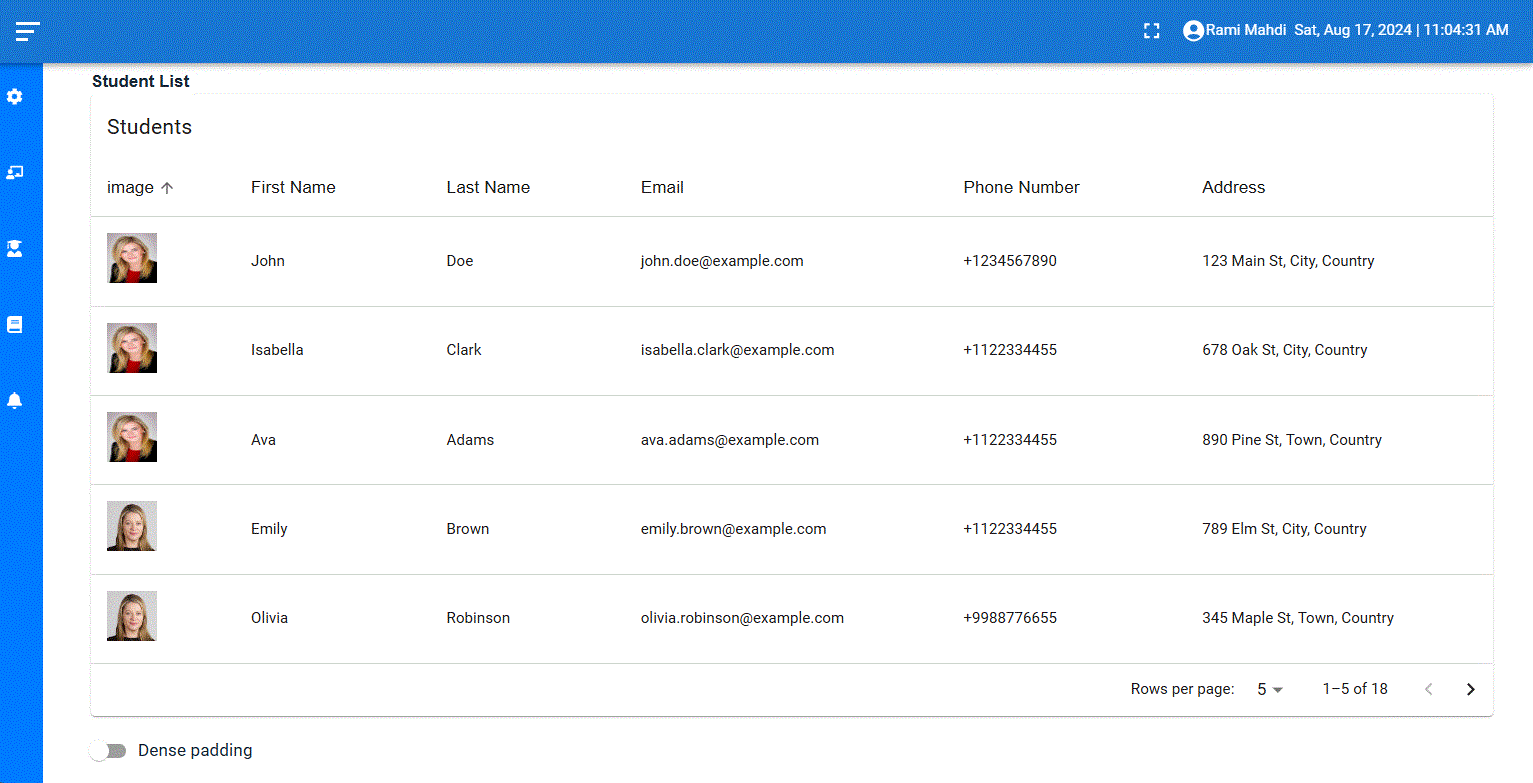 Rami Mahdi Sat, Aug 17, 2024 | 11:04:31 AM
Student List
Students
image First Name Last Name Email Phone Number Address
John Doe john.doe@example.com +1234567890 123 Main St, City, Country
Isabella Clark isabella.clark@example.com +1122334455 678 Oak St, City, Country
Ava Adams ava.adams@example.com +1122334455 890 Pine St, Town, Country
Emily Brown emily.brown@example.com +1122334455 789 Elm St, City, Country
Olivia Robinson olivia.robinson@example.com +9988776655 345 Maple St, Town, Country
Rows per page: 5 1–5 of 18
Dense padding